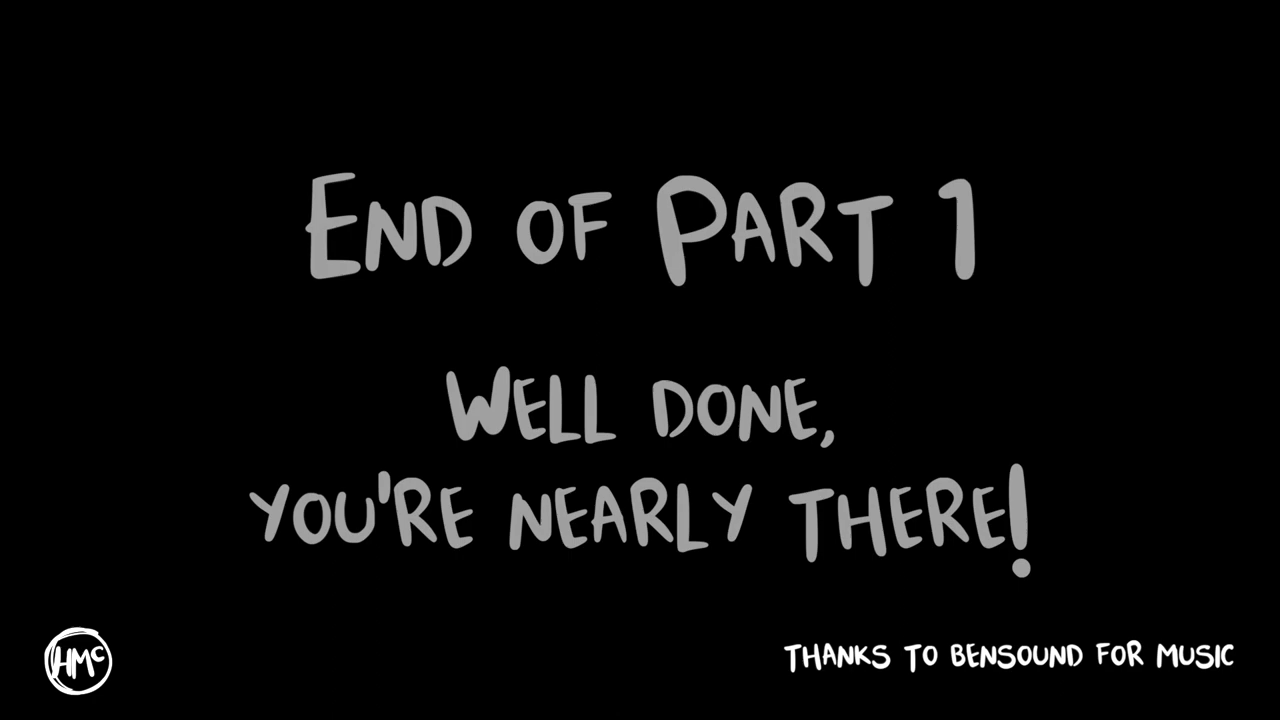 End of Part 1
Well done,
you're nearly there!
HMc
Thanks to Bensound for music